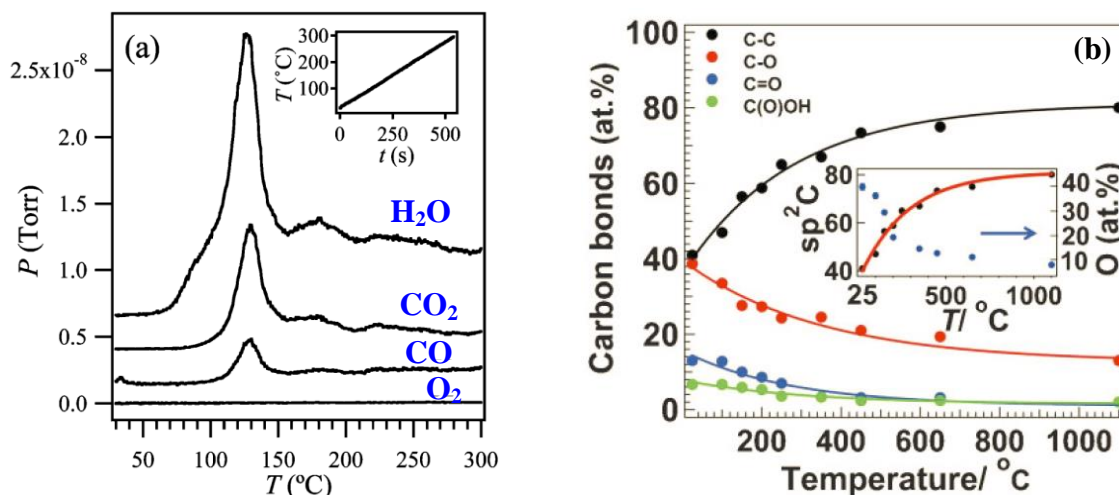 (a)
P (Torr)
2.5x10⁻⁸
2.0
1.5
1.0
0.5
0.0
50 100 150 200 250 300
T (ºC)
H₂O
CO₂
CO
O₂
T (°C)
300
200
100
0 250 500
t (s)
(b)
Carbon bonds (at.%)
100
80
60
40
20
0
200 400 600 800 1000
Temperature/ °C
C-C
C-O
C=O
C(O)OH
sp²C
80
60
40
O (at.%)
40
30
20
10
25 500 1000
T/ °C